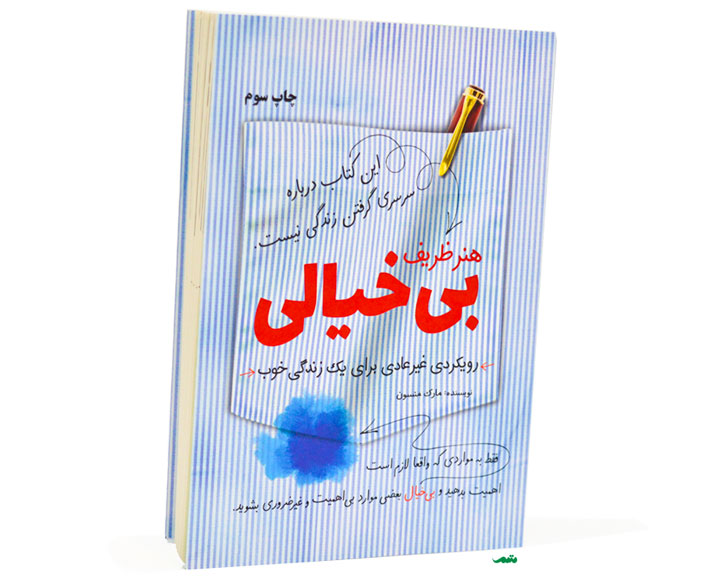 چاپ سوم
این کتاب درباره
سرسری گرفتن زندگی نیست.
هنر ظریف
بی‌خیالی
رویکردی غیرعادی برای یک زندگی خوب
نویسنده: مارک منسون
فقط به مواردی که واقعا لازم است
اهمیت بدهید و بی‌خیال بعضی موارد بی‌اهمیت و غیرضروری بشوید.